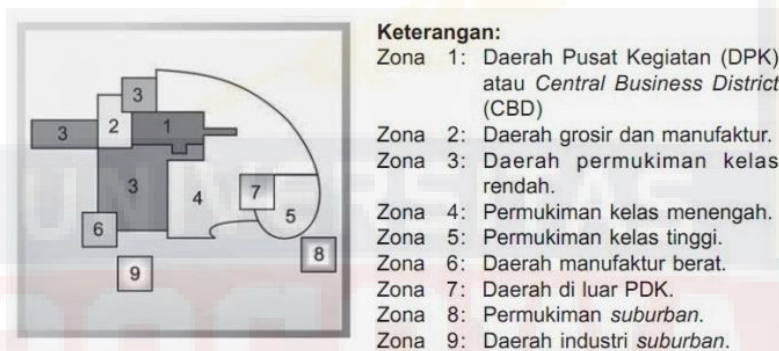 Keterangan:
Zona 1: Daerah Pusat Kegiatan (DPK)
atau Central Business District
(CBD)
Zona 2: Daerah grosir dan manufaktur.
Zona 3: Daerah permukiman kelas
rendah.
Zona 4: Permukiman kelas menengah.
Zona 5: Permukiman kelas tinggi.
Zona 6: Daerah manufaktur berat.
Zona 7: Daerah di luar PDK.
Zona 8: Permukiman suburban.
Zona 9: Daerah industri suburban.
3
3 2 1
3 4 7 5
6
8
9
UNIVERSITAS